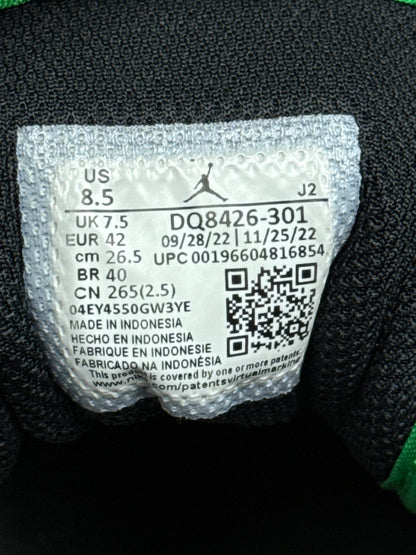 US
8.5
J2
UK 7.5
DQ8426-301
EUR 42
09/28/22 | 11/25/22
cm 26.5
UPC 00196604816854
BR 40
CN 265(2.5)
04EY4550GW3YE
MADE IN INDONESIA
HECHO EN INDONESIA
FABRIQUE EN INDONESIE
FABRICADO NA INDONÉSIA
This product is covered by one or more patents.
.com/patentsvirtualmarking